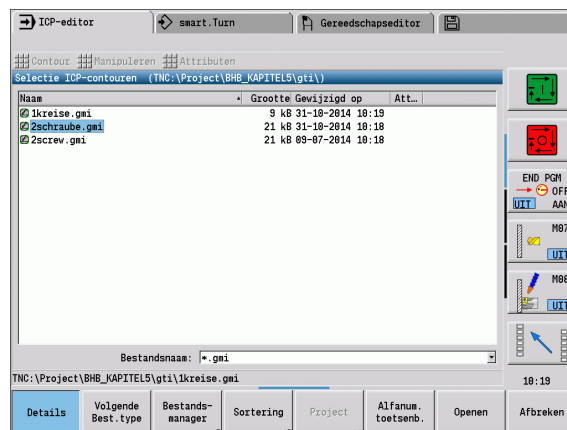 ICP-editor smart.Turn Gereedschapseditor
Contour Manipuleren Attributen
Selectie ICP-contouren (TNC:\Project\BHB_KAPITEL5\gti\)
Naam Grootte Gewijzigd op Att...
1kreise.gmi 9 kB 31-10-2014 10:19
2schraube.gmi 21 kB 31-10-2014 10:18
2screw.gmi 21 kB 09-07-2014 10:18
END PGM
OFF
UIT AAN
M07
UIT
M08
UIT
Bestandsnaam: *.gmi
TNC:\Project\BHB_KAPITEL5\gti\1kreise.gmi
10:19
Details Volgende Best.type Bestands-manager Sortering Project Alfanum. toetsenb. Openen Afbreken